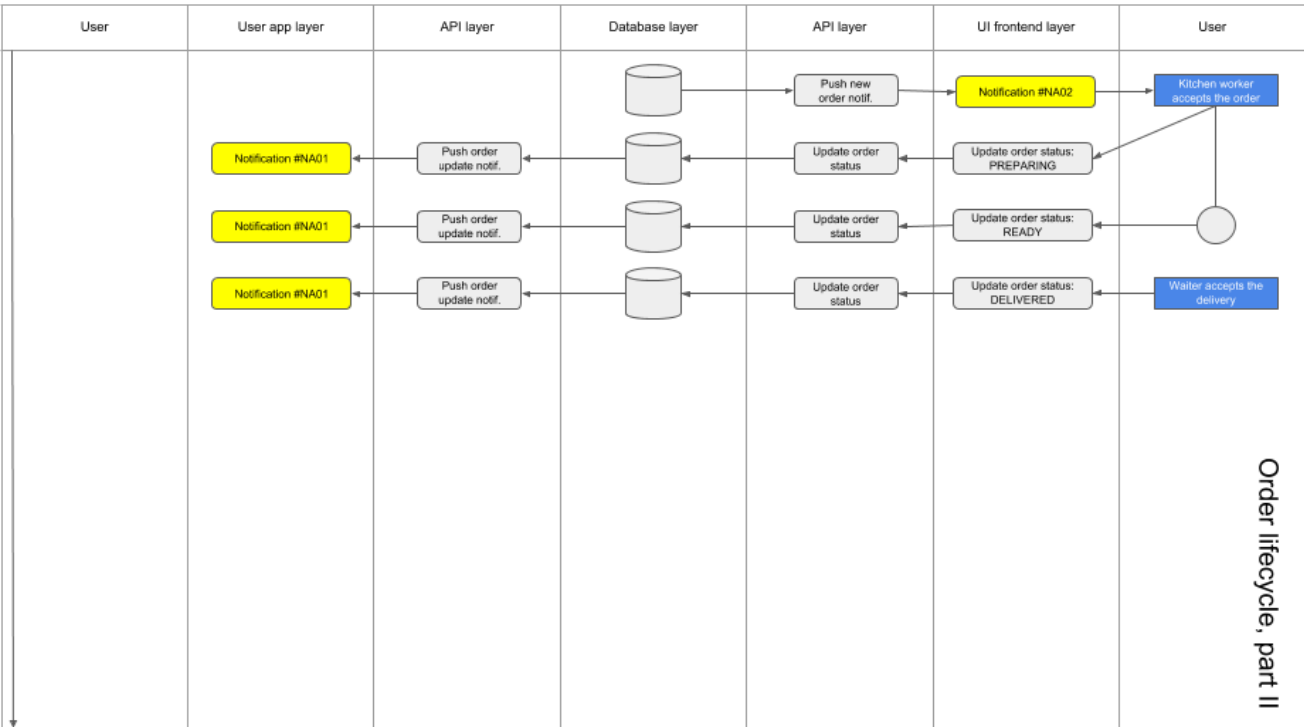 User
User app layer
API layer
Database layer
API layer
UI frontend layer
User
Push new
order notif.
Notification #NA02
Kitchen worker
accepts the order
Notification #NA01
Push order
update notif.
Update order
status
Update order status:
PREPARING
Notification #NA01
Push order
update notif.
Update order
status
Update order status:
READY
Notification #NA01
Push order
update notif.
Update order
status
Update order status:
DELIVERED
Waiter accepts the
delivery
Order lifecycle, part II